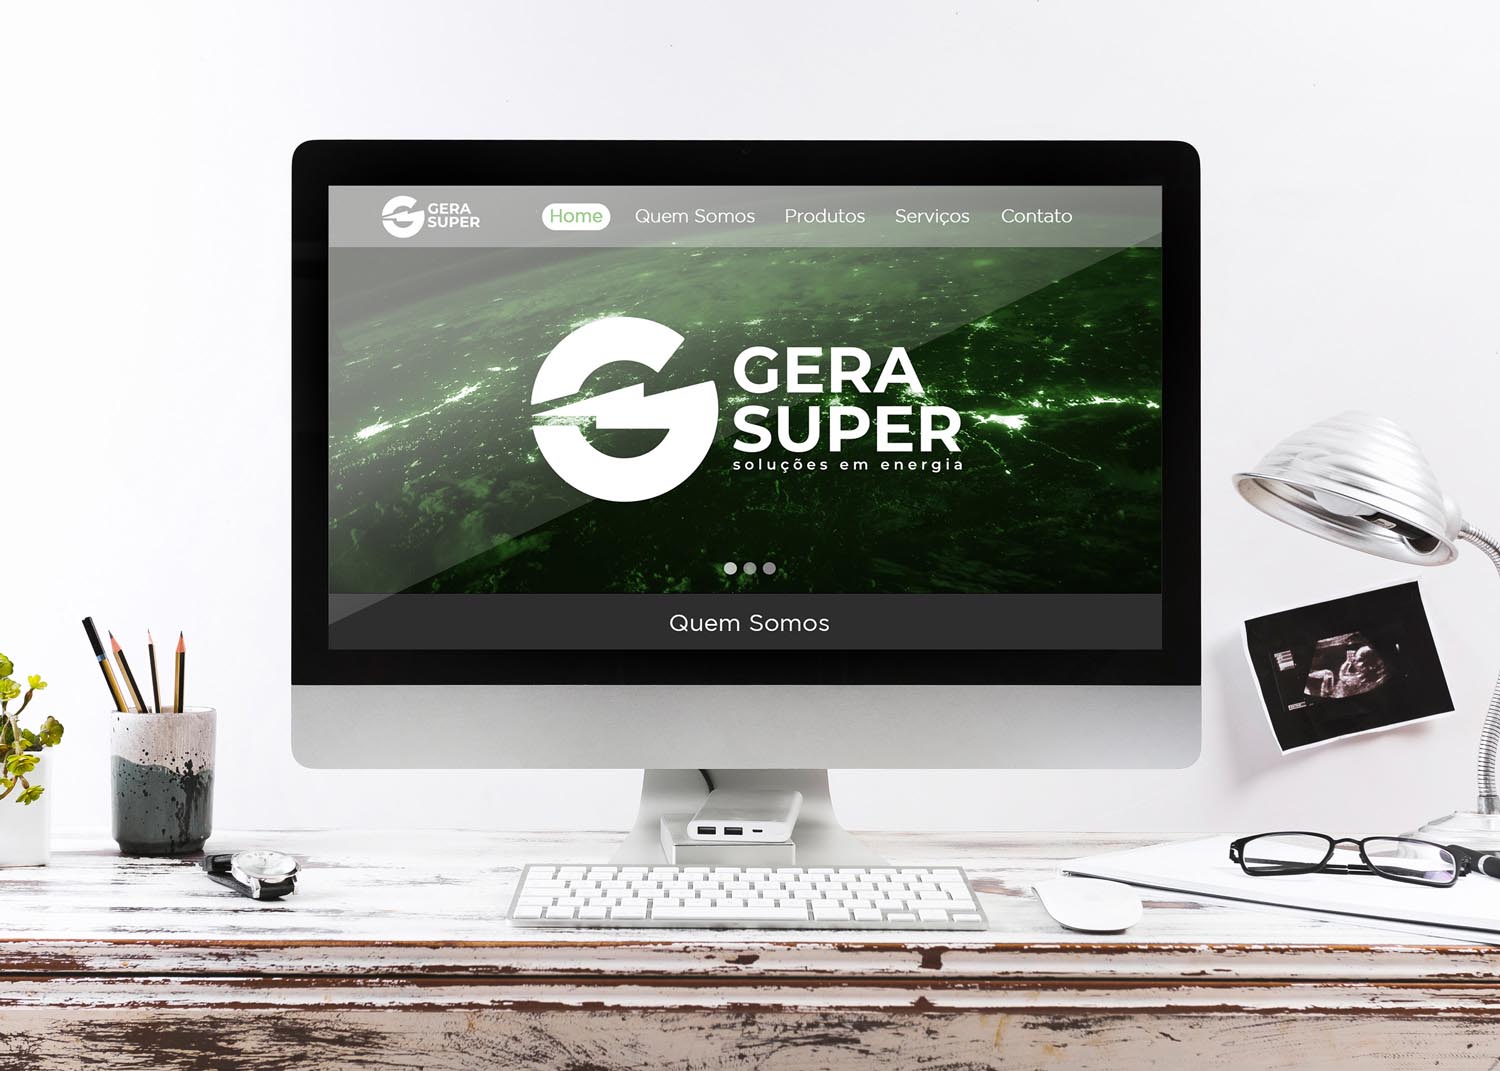 GERA
SUPER
Home Quem Somos Produtos Serviços Contato
GERA
SUPER
soluções em energia
Quem Somos